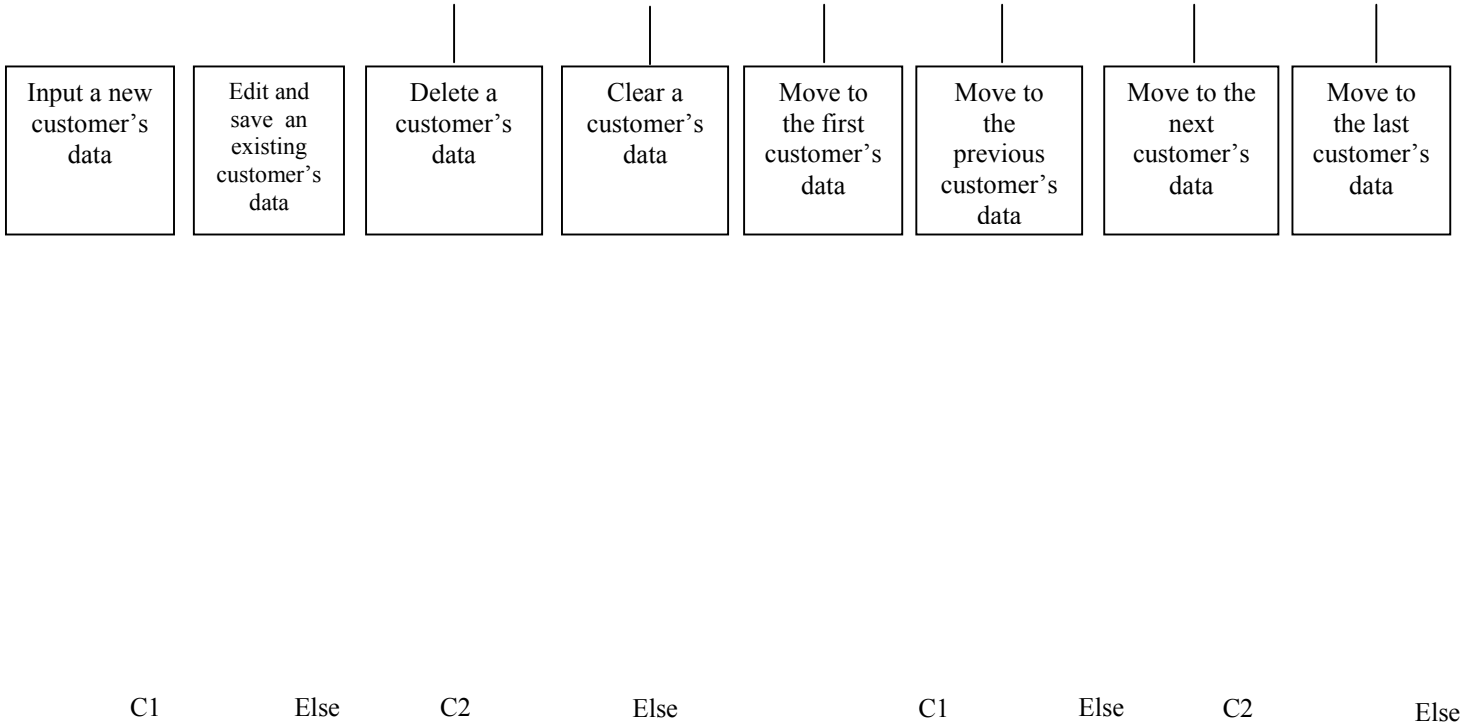 Input a new
customer’s
data
Edit and
save an
existing
customer’s
data
Delete a
customer’s
data
Clear a
customer’s
data
Move to
the first
customer’s
data
Move to
the
previous
customer’s
data
Move to the
next
customer’s
data
Move to
the last
customer’s
data
C1 Else C2 Else C1 Else C2 Else